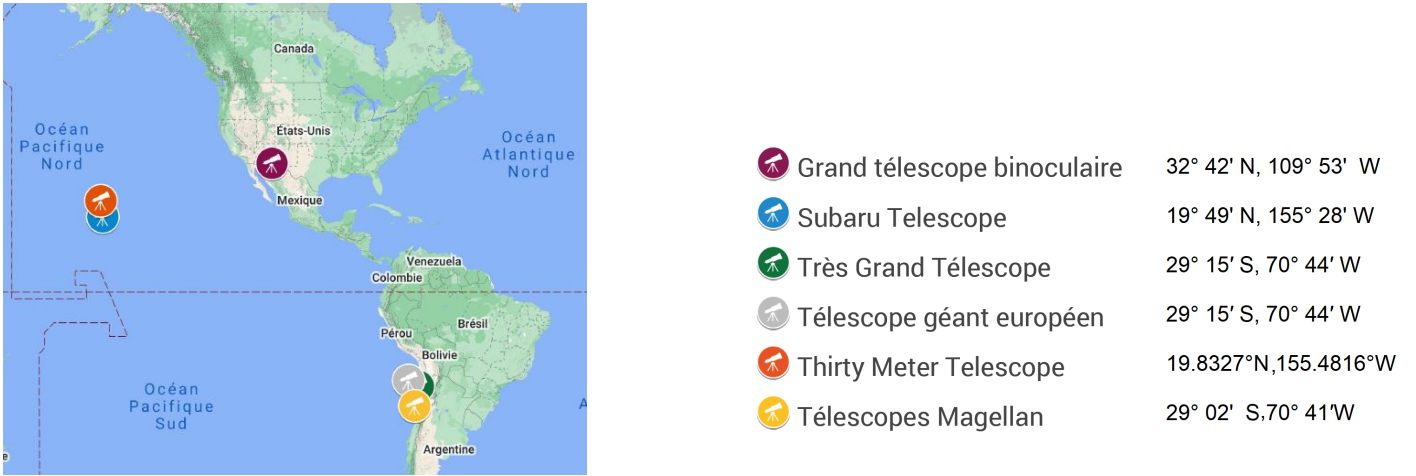 Canada
Océan
Pacifique
Nord
États-Unis
Océan
Atlantique
Nord
Mexique
Venezuela
Colombie
Brésil
Pérou
Bolivie
Océan
Pacifique
Sud
A
Argentine
e
Grand télescope binoculaire 32° 42' N, 109° 53' W
Subaru Telescope 19° 49' N, 155° 28' W
Très Grand Télescope 29° 15′ S, 70° 44′ W
Télescope géant européen 29° 15′ S, 70° 44′ W
Thirty Meter Telescope 19.8327°N,155.4816°W
Télescopes Magellan 29° 02' S,70° 41′W